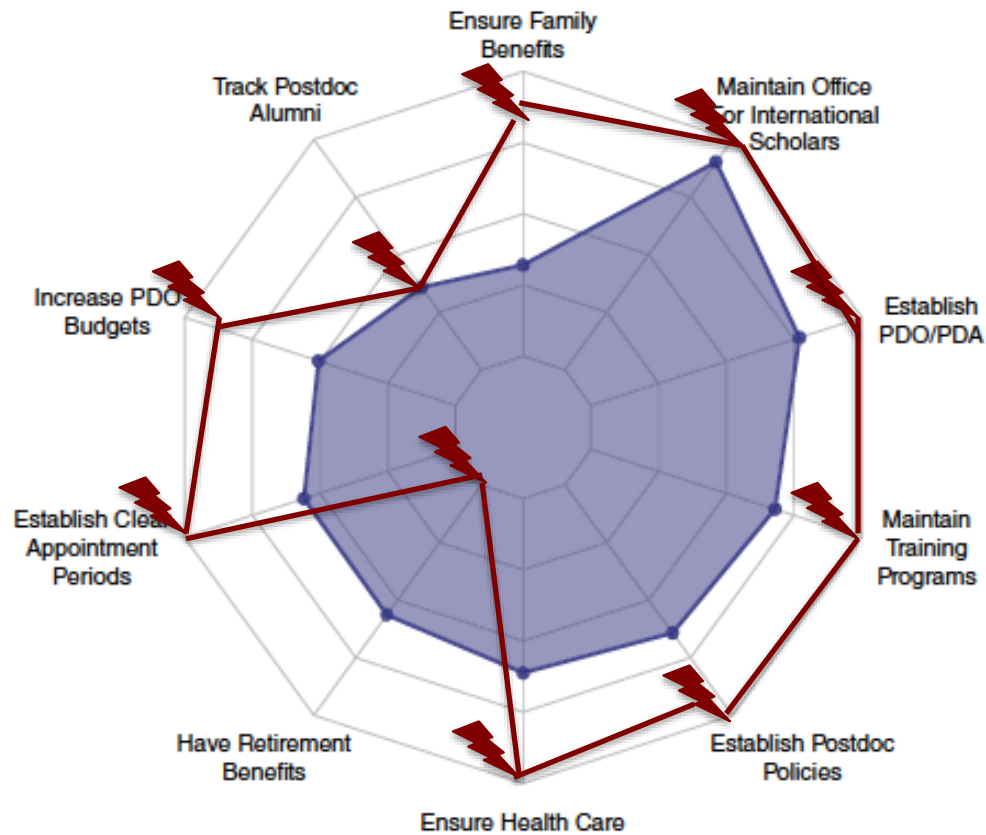 Ensure Family
Benefits
Maintain Office
For International
Scholars
Establish
PDO/PDA
Maintain
Training
Programs
Establish Postdoc
Policies
Ensure Health Care
Have Retirement
Benefits
Establish Clear
Appointment
Periods
Increase PDO
Budgets
Track Postdoc
Alumni